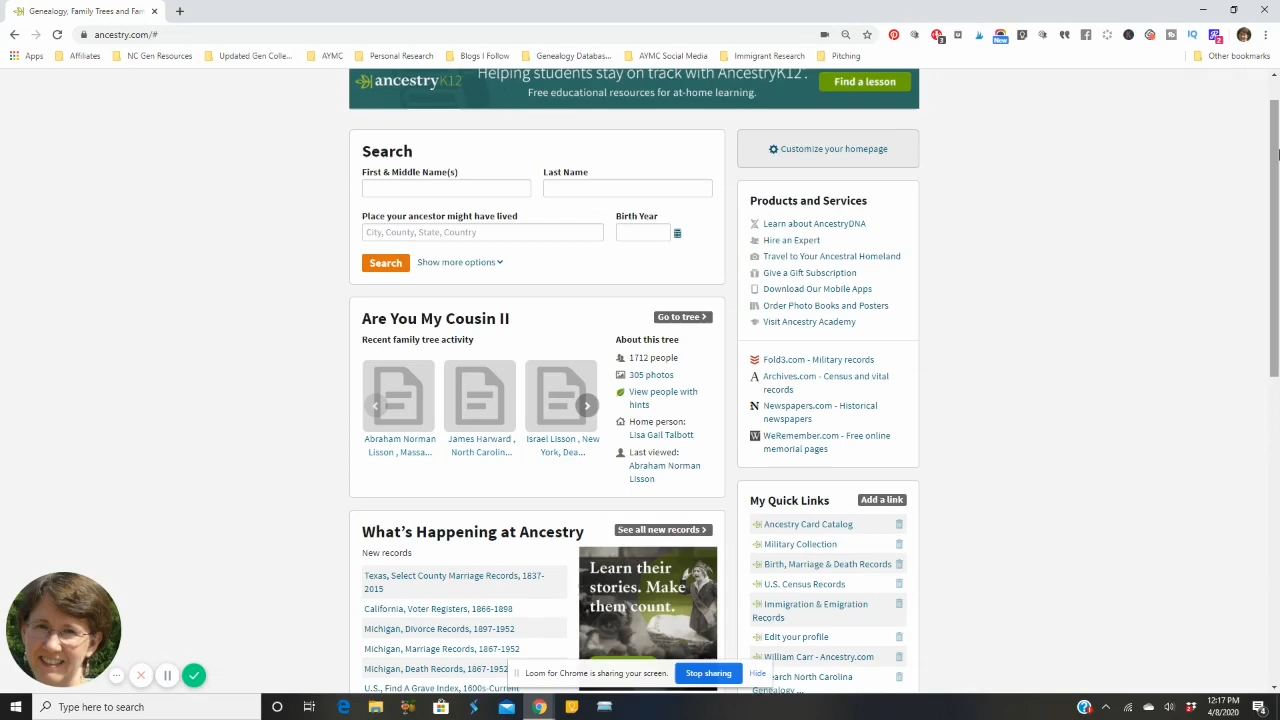 Genealogy, Family Trees and Fam
ancestry.com/#
3
Now
2
Apps
Affiliates
NC Gen Resources
Updated Gen Colle...
AYMC
Personal Research
Blogs I Follow
Genealogy Databas...
AYMC Social Media
Immigrant Research
Pitching
Other bookmarks
Helping students stay on track with AncestryK12®.
ancestryK12
Free educational resources for at-home learning.
Find a lesson
Search
First & Middle Name(s)
Last Name
Place your ancestor might have lived
Birth Year
City, County, State, Country
Search
Show more options
Are You My Cousin II
Go to tree >
Recent family tree activity
Abraham Norman
Lisson , Massa...
James Harward ,
North Carolin...
Israel Lisson , New
York, Dea...
About this tree
1712 people
305 photos
View people with
hints
Home person:
Lisa Gail Talbott
Last viewed:
Abraham Norman
Lisson
What's Happening at Ancestry
See all new records >
New records
Texas, Select County Marriage Records, 1837-
2015
California, Voter Registers, 1866-1898
Michigan, Divorce Records, 1897-1952
Michigan, Marriage Records, 1867-1952
Michigan, Death Records, 1867-1952
U.S., Find A Grave Index, 1600s-Current
Learn their
stories. Make
them count.
Customize your homepage
Products and Services
Learn about AncestryDNA
Hire an Expert
Travel to Your Ancestral Homeland
Give a Gift Subscription
Download Our Mobile Apps
Order Photo Books and Posters
Visit Ancestry Academy
Fold3.com - Military records
Archives.com - Census and vital
records
Newspapers.com - Historical
newspapers
WeRemember.com - Free online
memorial pages
My Quick Links
Add a link
Ancestry Card Catalog
Military Collection
Birth, Marriage & Death Records
U.S. Census Records
Immigration & Emigration
Records
Edit your profile
William Carr - Ancestry.com
Search North Carolina
Genealogy ...
Loom for Chrome is sharing your screen.
Stop sharing
Hide
Type here to search
12:17 PM
4/8/2020